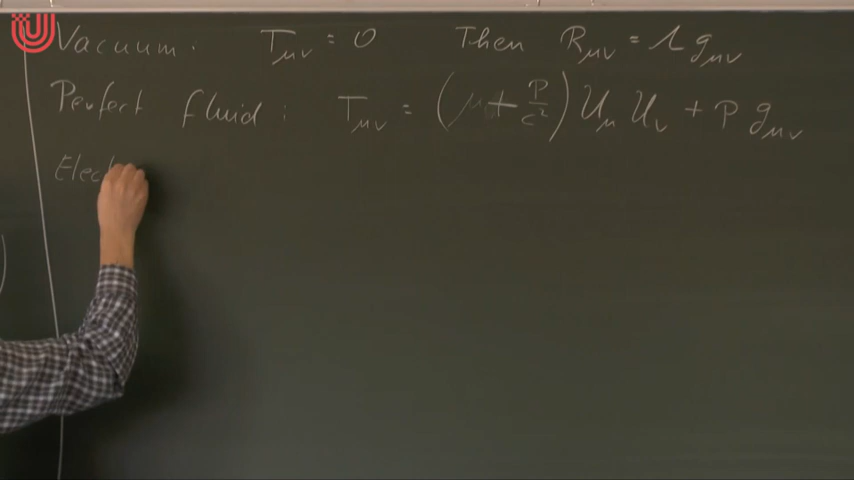 Vacuum. T_μν = 0 Then R_μν = Λ g_μν
Perfect fluid : T_μν = (μ + P/c²) U_μ U_ν + P g_μν
Elec